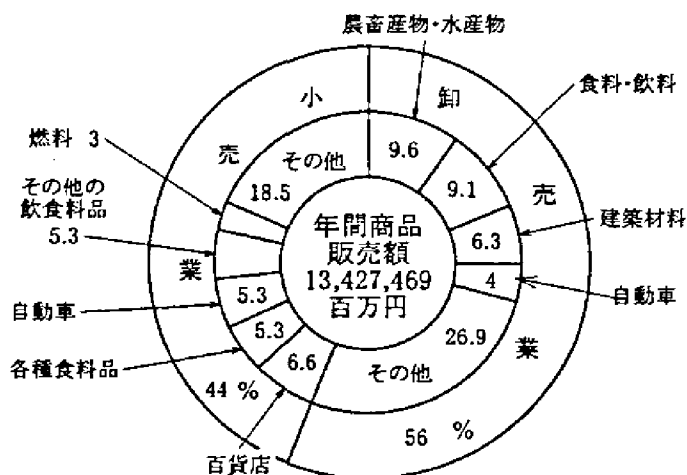 農畜産物・水産物
小
卸
食料・飲料
燃料 3
売
その他
18.5
9.6
9.1
売
その他の
飲食料品
5.3
年間商品
販売額
13,427,469
百万円
6.3
建築材料
業
4
自動車
自動車
5.3
26.9
業
各種食料品
5.3
6.6
その他
44 %
56 %
百貨店